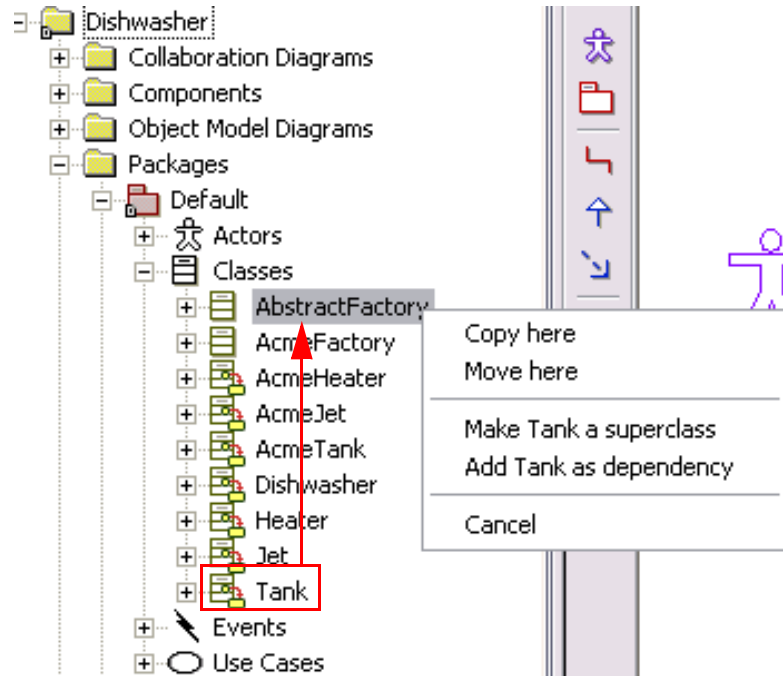 Dishwasher
Collaboration Diagrams
Components
Object Model Diagrams
Packages
Default
Actors
Classes
AbstractFactory
AcmeFactory
AcmeHeater
AcmeJet
AcmeTank
Dishwasher
Heater
Jet
Tank
Events
Use Cases
Copy here
Move here
Make Tank a superclass
Add Tank as dependency
Cancel